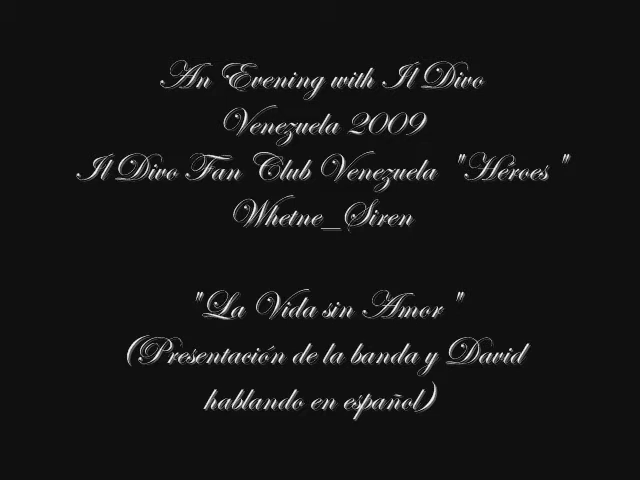 An Evening with Il Divo
Venezuela 2009
Il Divo Fan Club Venezuela "Héroes"
Whetne_Siren
"La Vida sin Amor"
(Presentación de la banda y David
hablando en español)